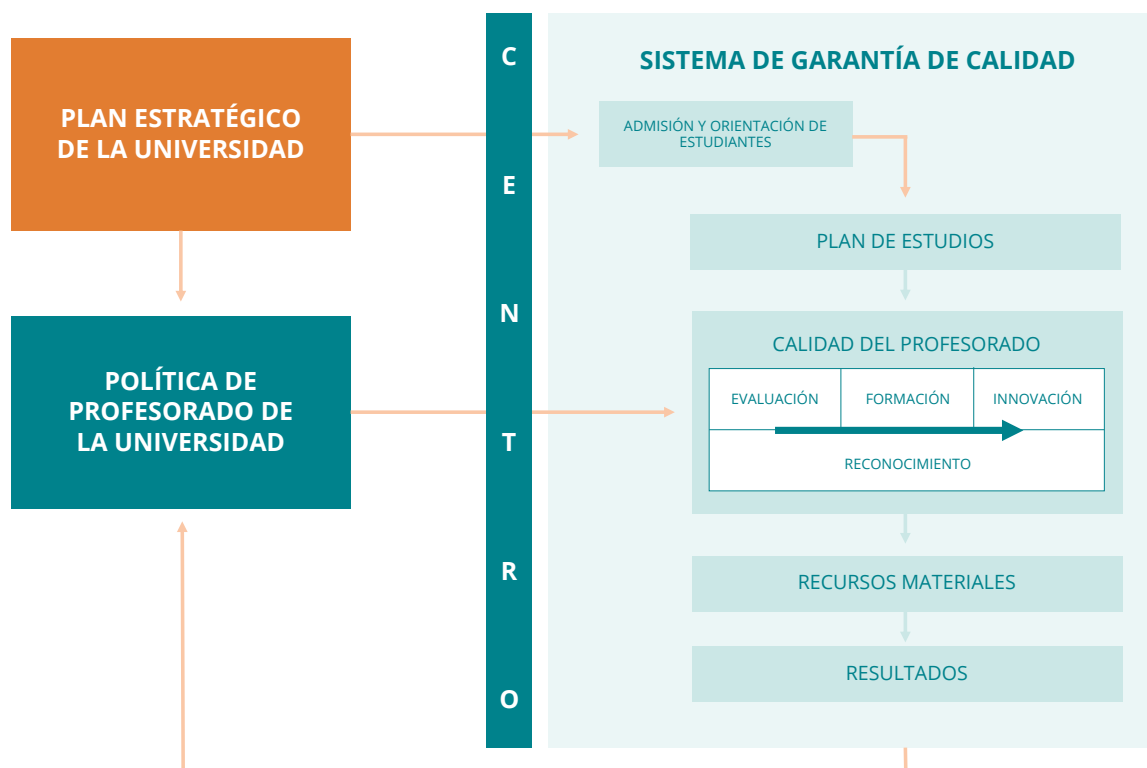 PLAN ESTRATÉGICO
DE LA UNIVERSIDAD
POLÍTICA DE
PROFESORADO DE
LA UNIVERSIDAD
C
E
N
T
R
O
SISTEMA DE GARANTÍA DE CALIDAD
ADMISIÓN Y ORIENTACIÓN DE
ESTUDIANTES
PLAN DE ESTUDIOS
CALIDAD DEL PROFESORADO
EVALUACIÓN
FORMACIÓN
INNOVACIÓN
RECONOCIMIENTO
RECURSOS MATERIALES
RESULTADOS